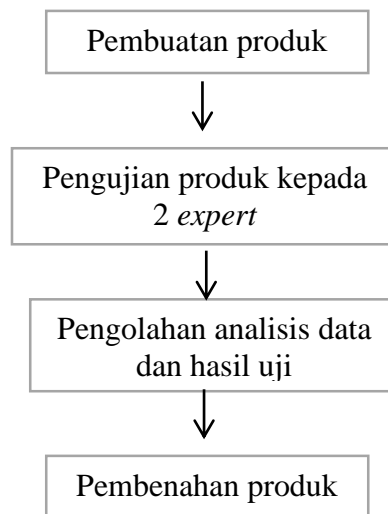 Pembuatan produk
Pengujian produk kepada
2 expert
Pengolahan analisis data
dan hasil uji
Pembenahan produk